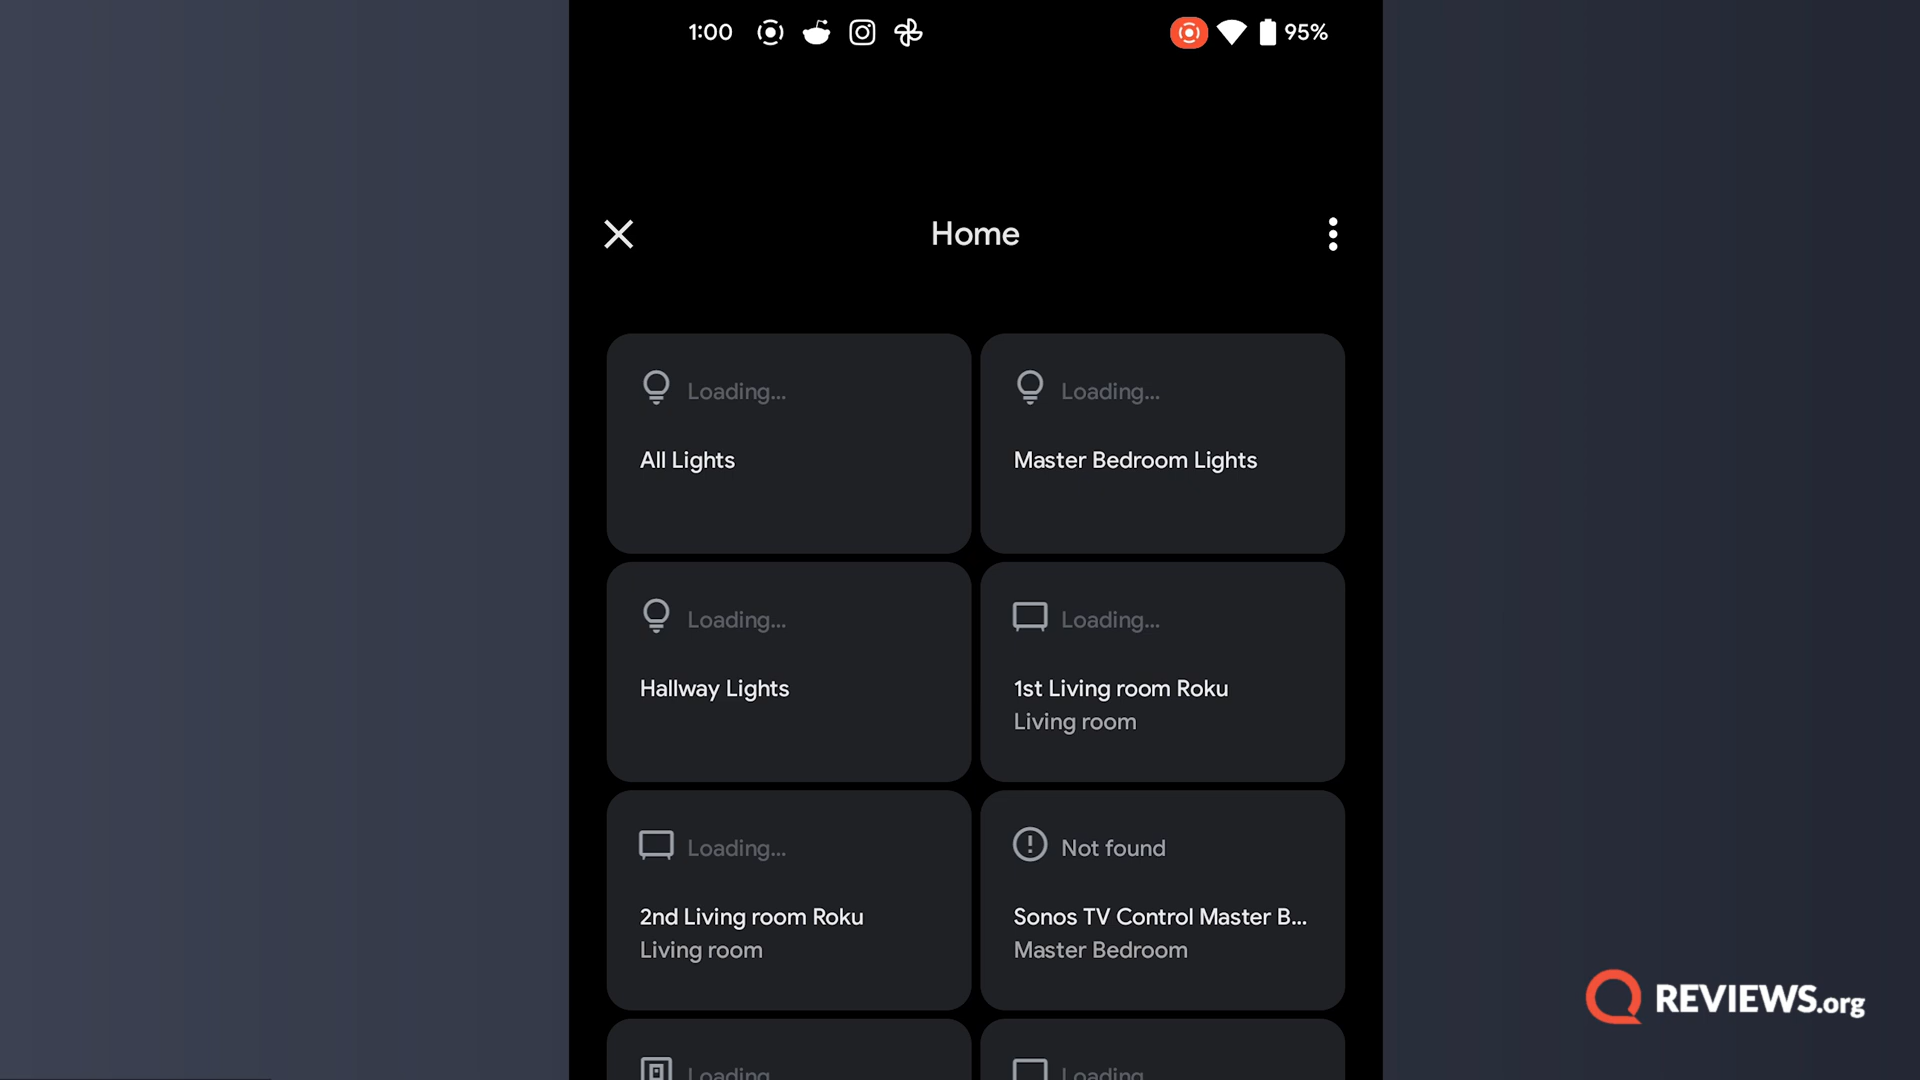 1:00
95%
Home
Loading...
Loading...
All Lights
Master Bedroom Lights
Loading...
Loading...
Hallway Lights
1st Living room Roku
Living room
Loading...
Not found
2nd Living room Roku
Sonos TV Control Master B...
Living room
Master Bedroom
REVIEWS.org
Loading
Loading